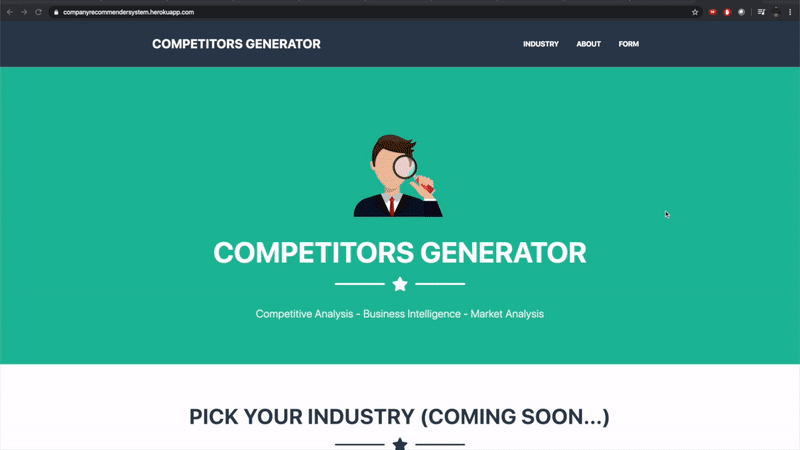 companyrecommendersystem.herokuapp.com
COMPETITORS GENERATOR
INDUSTRY ABOUT FORM
COMPETITORS GENERATOR
Competitive Analysis - Business Intelligence - Market Analysis
PICK YOUR INDUSTRY (COMING SOON...)